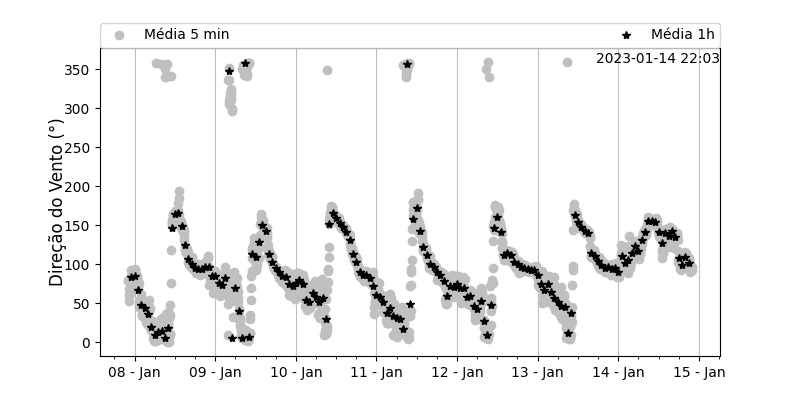 Média 5 min
Média 1h
2023-01-14 22:03
Direção do Vento (°)
350
300
250
200
150
100
50
0
08 - Jan
09 - Jan
10 - Jan
11 - Jan
12 - Jan
13 - Jan
14 - Jan
15 - Jan